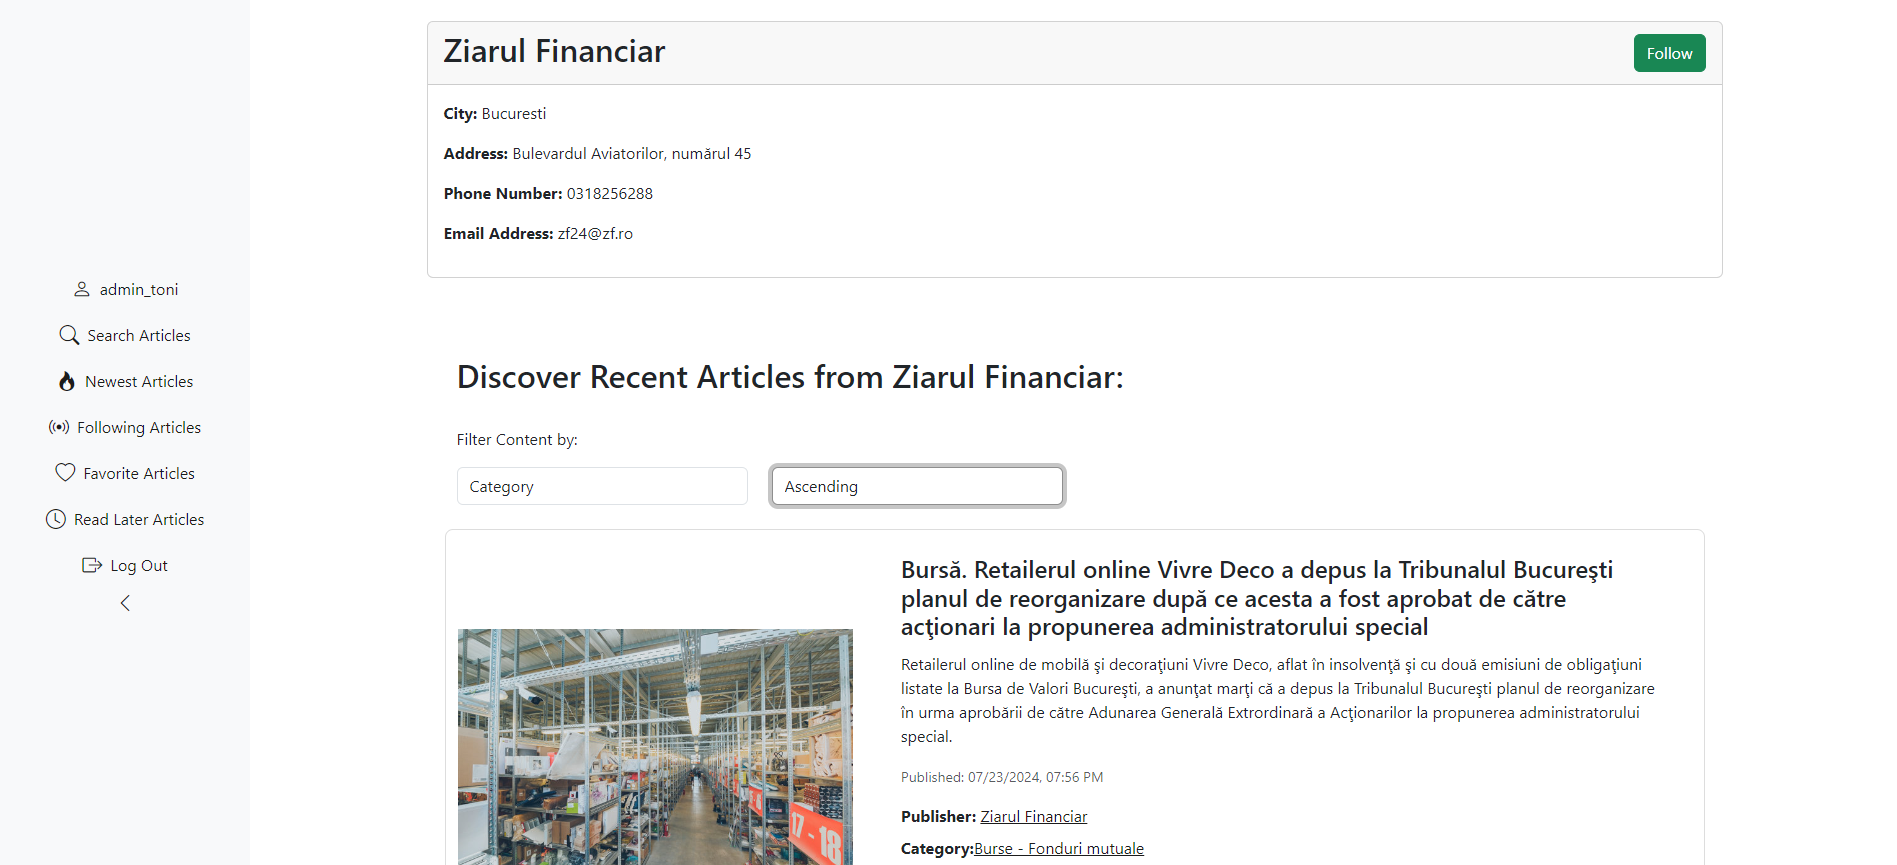 Ziarul Financiar
Follow
City: Bucuresti
Address: Bulevardul Aviatorilor, numărul 45
Phone Number: 0318256288
Email Address: zf24@zf.ro
admin_toni
Search Articles
Newest Articles
Following Articles
Favorite Articles
Read Later Articles
Log Out
Discover Recent Articles from Ziarul Financiar:
Filter Content by:
Category
Ascending
Bursă. Retailerul online Vivre Deco a depus la Tribunalul Bucureşti
planul de reorganizare după ce acesta a fost aprobat de către
acţionari la propunerea administratorului special
Retailerul online de mobilă şi decoraţiuni Vivre Deco, aflat în insolvenţă şi cu două emisiuni de obligaţiuni
listate la Bursa de Valori Bucureşti, a anunţat marţi că a depus la Tribunalul Bucureşti planul de reorganizare
în urma aprobării de către Adunarea Generală Extrordinară a Acţionarilor la propunerea administratorului
special.
Published: 07/23/2024, 07:56 PM
Publisher: Ziarul Financiar
Category:Burse - Fonduri mutuale
17 - 18